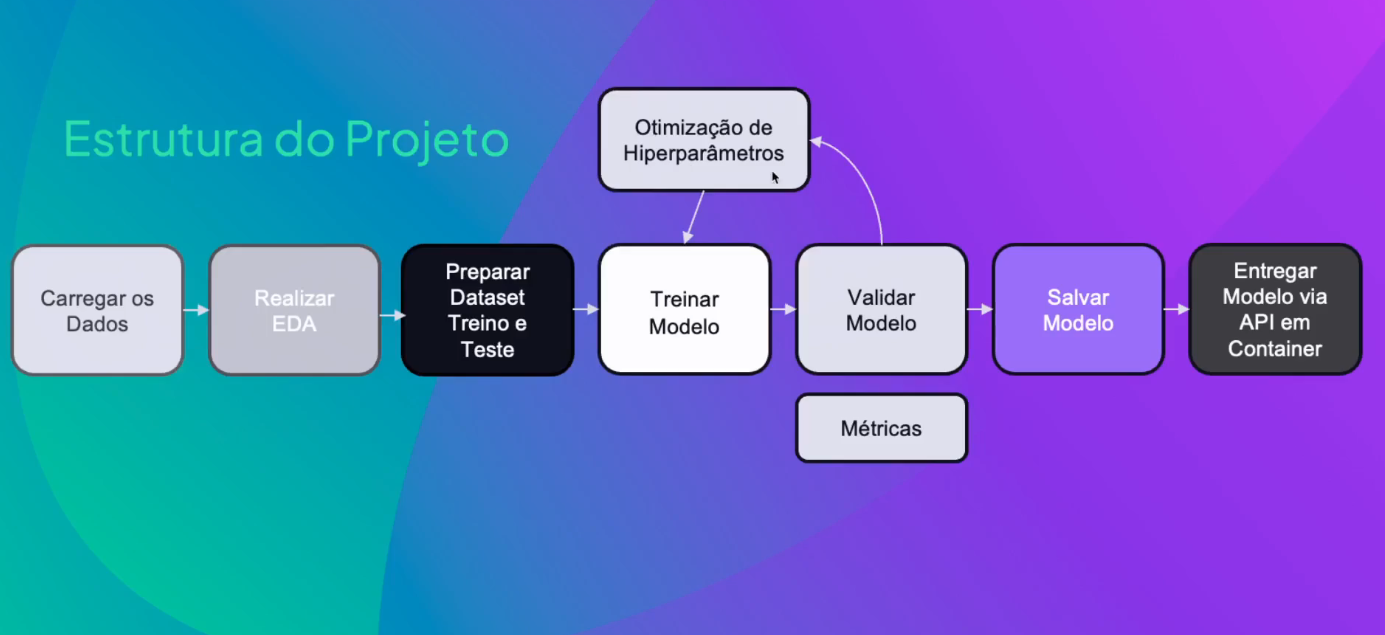 Estrutura do Projeto
Otimização de
Hiperparâmetros
Carregar os
Dados
Realizar
EDA
Preparar
Dataset
Treino e
Teste
Treinar
Modelo
Validar
Modelo
Salvar
Modelo
Entregar
Modelo via
API em
Container
Métricas